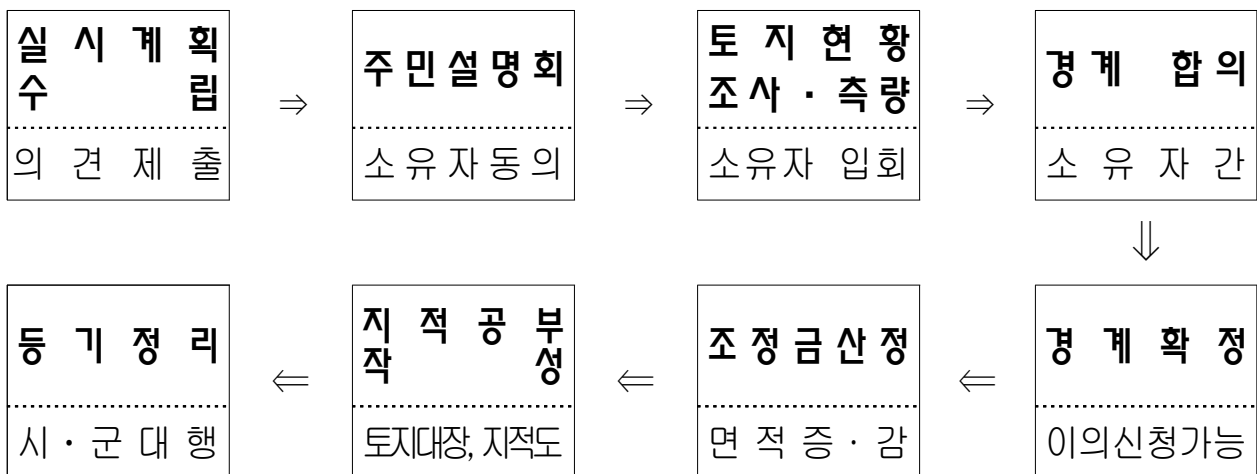 실시계획
수립
의견제출
⇒
주민설명회
소유자동의
⇒
토지현황
조사·측량
소유자 입회
⇒
경계 합의
소유자간
⇓
경계확정
이의신청가능
⇐
조정금산정
면적증·감
⇐
지적공부
작성
토지대장, 지적도
⇐
등기정리
시·군대행